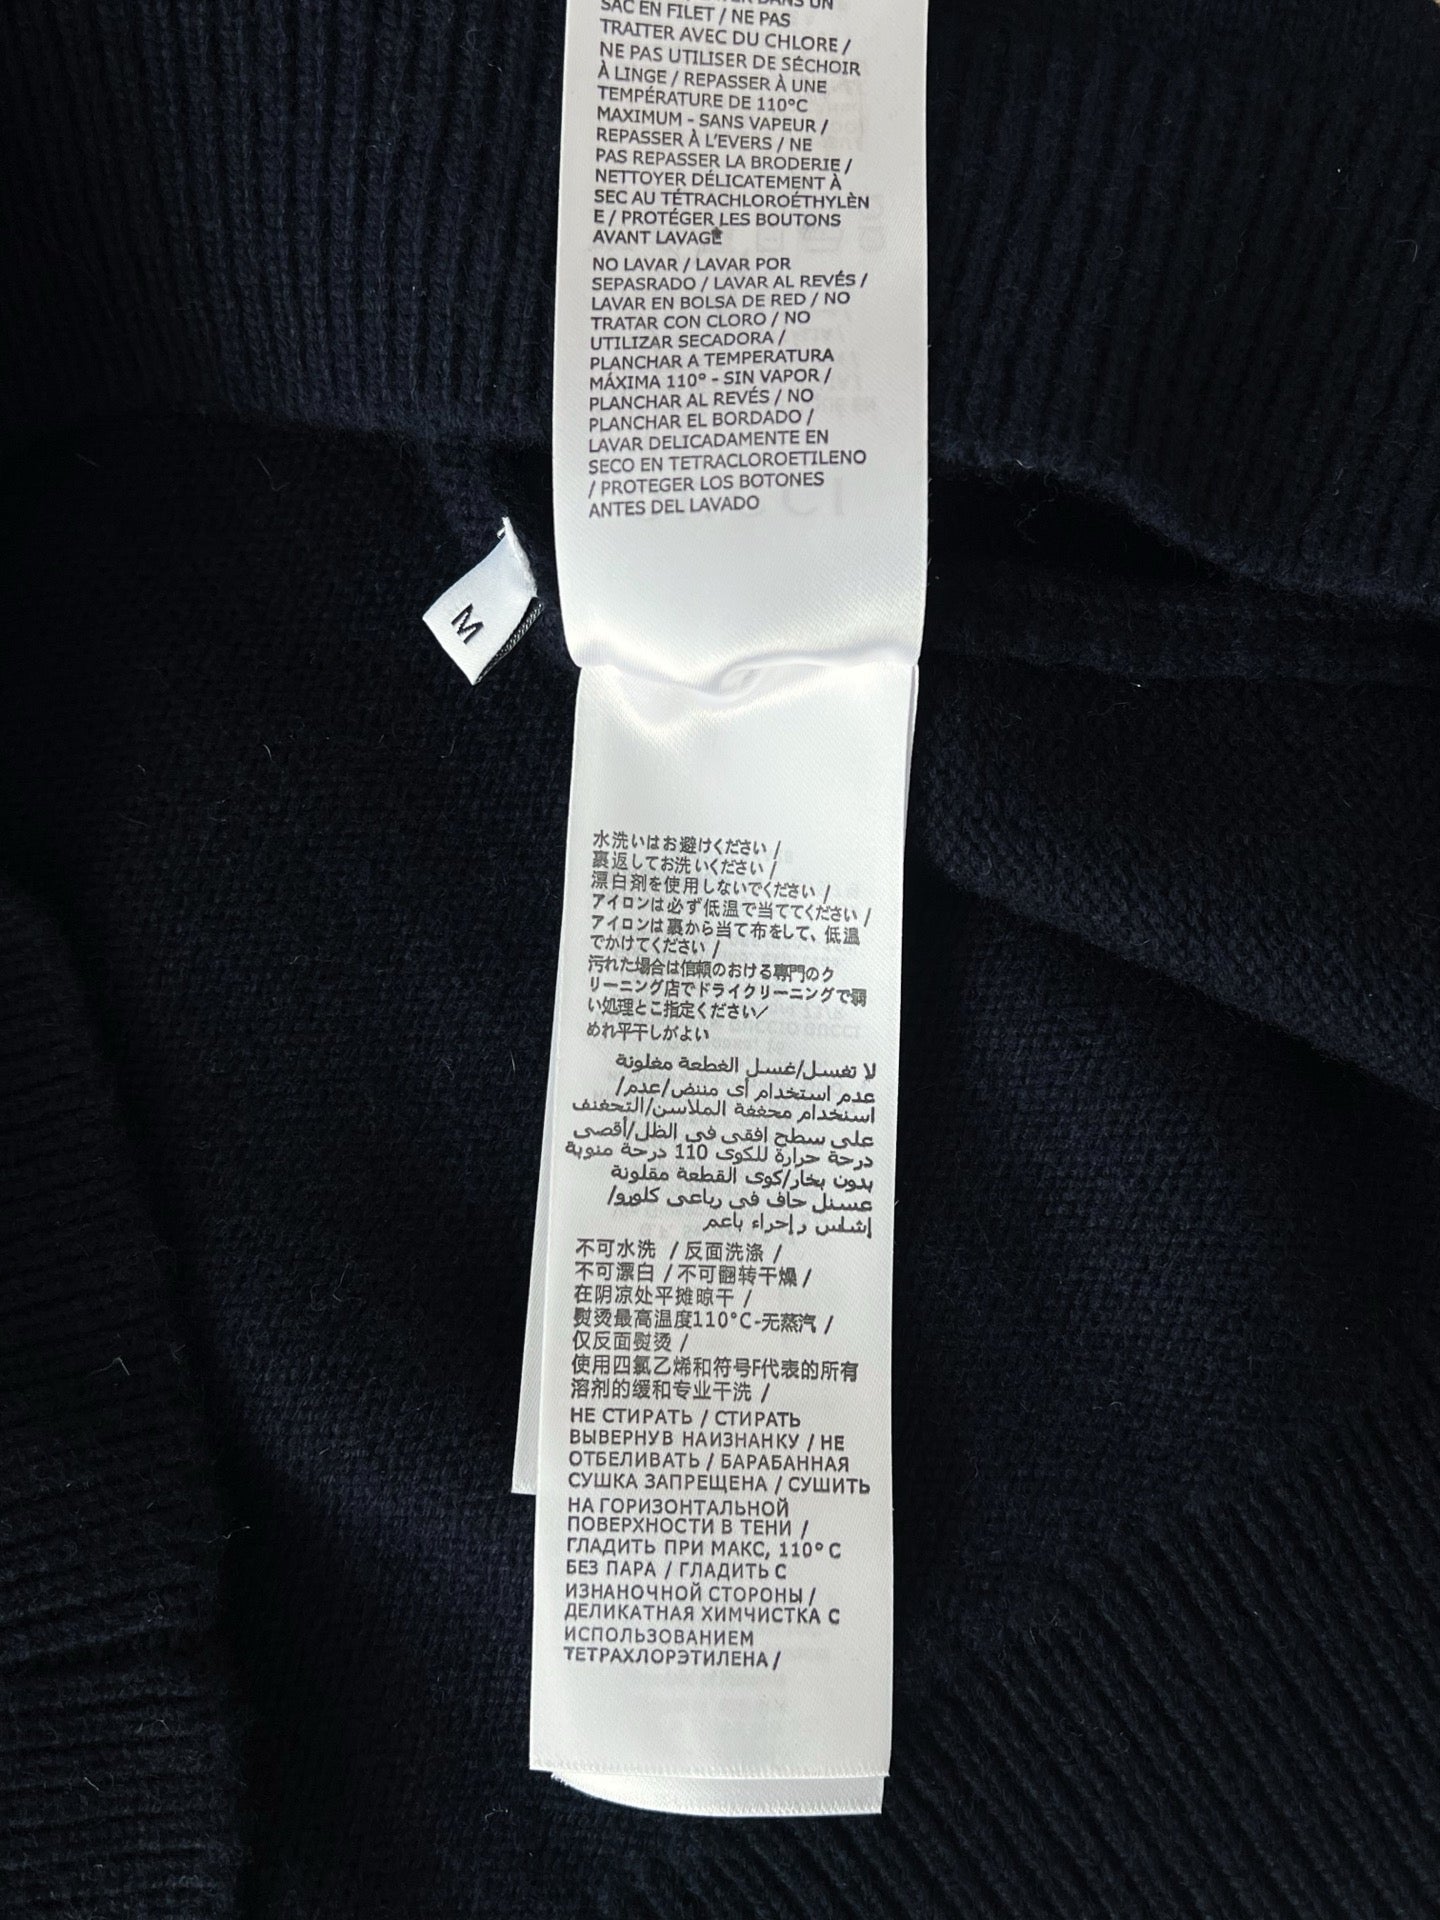 SAC EN FILET / NE PAS
TRAITER AVEC DU CHLORE /
NE PAS UTILISER DE SÉCHOIR
À LINGE / REPASSER À UNE
TEMPÉRATURE DE 110°C
MAXIMUM - SANS VAPEUR /
REPASSER À L'EVERS / NE
PAS REPASSER LA BRODERIE /
NETTOYER DÉLICATEMENT À
SEC AU TÉTRACHLOROÉTHYLÈN
E / PROTÉGER LES BOUTONS
AVANT LAVAGE
NO LAVAR / LAVAR POR
SEPASRADO / LAVAR AL REVÉS /
LAVAR EN BOLSA DE RED / NO
TRATAR CON CLORO / NO
UTILIZAR SECADORA /
PLANCHAR A TEMPERATURA
MÁXIMA 110° - SIN VAPOR /
PLANCHAR AL REVÉS / NO
PLANCHAR EL BORDADO /
LAVAR DELICADAMENTE EN
SECO EN TETRACLOROETILENO
/ PROTEGER LOS BOTONES
ANTES DEL LAVADO
M
水洗いはお避けください /
裏返してお洗いください /
漂白剤を使用しないでください /
アイロンは必ず低温で当ててください /
アイロンは裏から当て布をして、低温
でかけてください /
汚れた場合は信頼のおける専門のク
リーニング店でドライクリーニングで弱
い処理とこ指定ください/
めれ平干しがよい
لا تغسل/غسل الغطعة مغلونة
عدم استخدام أى مننض/عدم/
استخدام محغغة الملاسن/التحغنف
على سطح افقى فى الظل/أقصى
درجة حرارة للكوى 110 درجة منوية
بدون بخار/كوى القطعة مقلونة
عسنل حاف فى رباعى كلورو/
إشلس رإحراء باعم
不可水洗 / 反面洗涤 /
不可漂白 / 不可翻转干燥 /
在阴凉处平摊晾干 /
熨烫最高温度110°C-无蒸汽 /
仅反面熨烫 /
使用四氯乙烯和符号F代表的所有
溶剂的缓和专业干洗 /
НЕ СТИРАТЬ / СТИРАТЬ
ВЫВЕРНУВ НАИЗНАНКУ / НЕ
ОТБЕЛИВАТЬ / БАРАБАННАЯ
СУШКА ЗАПРЕЩЕНА / СУШИТЬ
НА ГОРИЗОНТАЛЬНОЙ
ПОВЕРХНОСТИ В ТЕНИ /
ГЛАДИТЬ ПРИ МАКС, 110° C
БЕЗ ПАРА / ГЛАДИТЬ С
ИЗНАНОЧНОЙ СТОРОНЫ /
ДЕЛИКАТНАЯ ХИМЧИСТКА С
ИСПОЛЬЗОВАНИЕМ
ТЕТРАХЛОРЭТИЛЕНА /